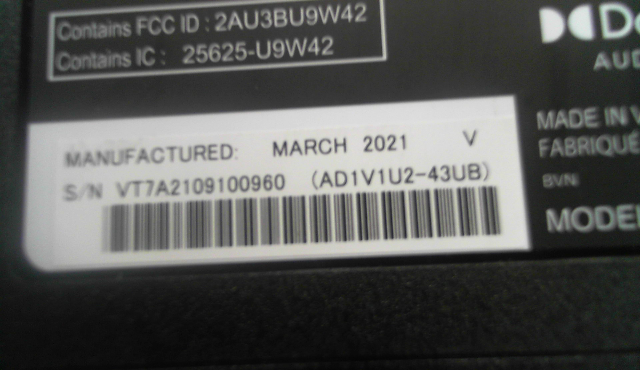 Contains FCC ID : 2AU3BU9W42
Contains IC : 25625-U9W42
AUD
MANUFACTURED: MARCH 2021 V
S/N VT7A2109100960 (AD1V1U2-43UB)
MADE IN V
FABRIQUÉ
BVN
MODE